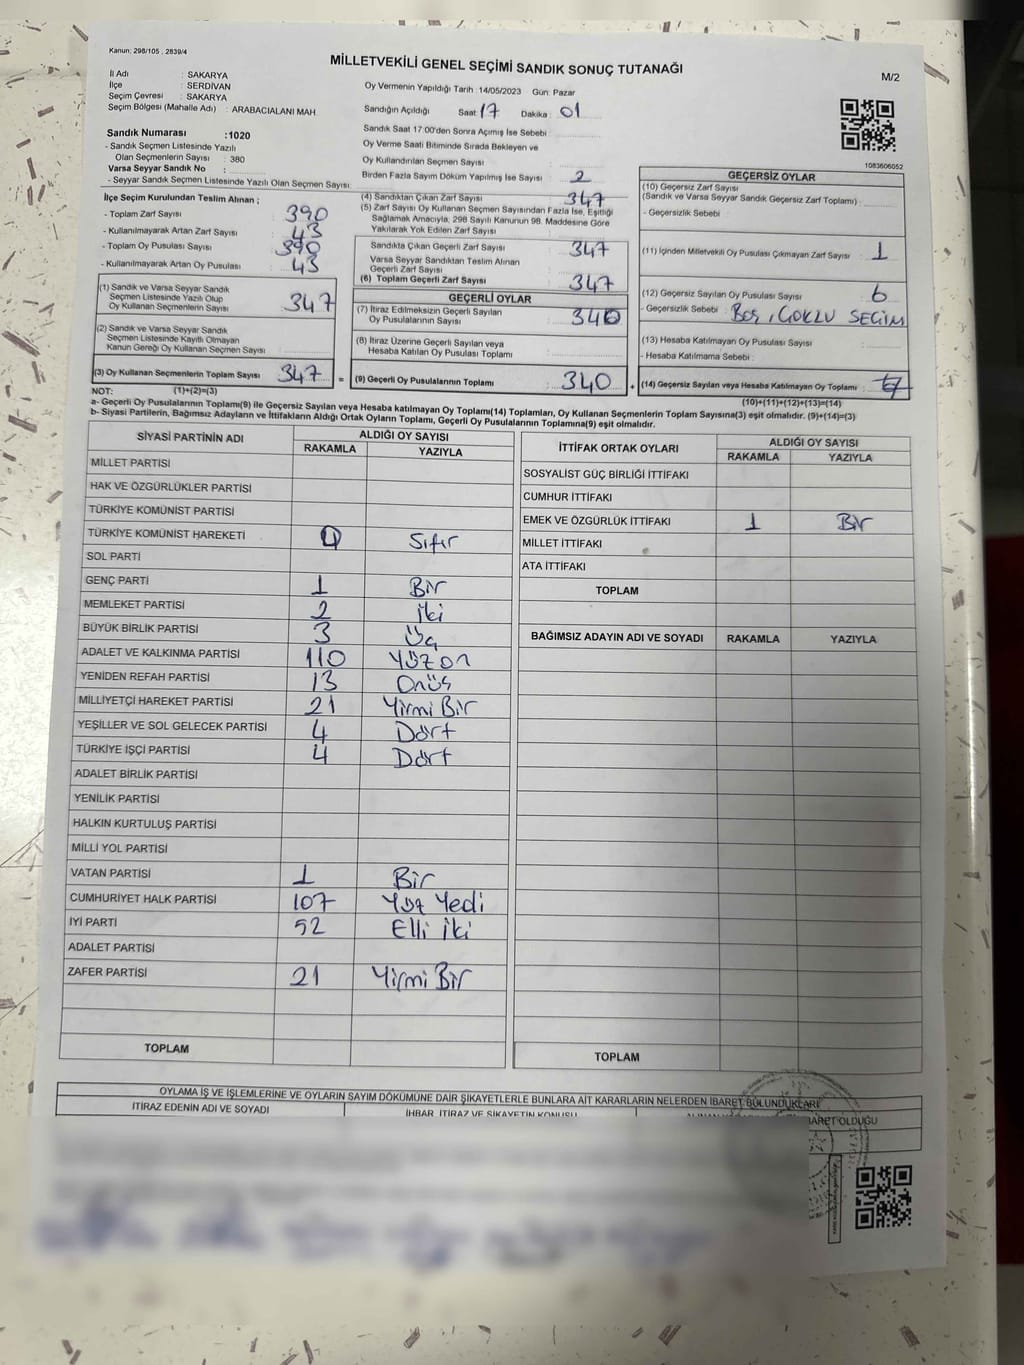 Kanun: 298/105 , 2839/4
MİLLETVEKİLİ GENEL SEÇİMİ SANDIK SONUÇ TUTANAĞI
M/2
İl Adı : SAKARYA
İlçe : SERDİVAN
Seçim Çevresi : SAKARYA
Seçim Bölgesi (Mahalle Adı) : ARABACIALANI MAH.
Oy Vermenin Yapıldığı Tarih : 14/05/2023 Gün: Pazar
Sandığın Açıldığı Saat 17 Dakika : 01
Sandık Saat 17:00'den Sonra Açılmış İse Sebebi :
Oy Verme Saati Bitiminde Sırada Bekleyen ve
Oy Kullandırılan Seçmen Sayısı :
Birden Fazla Sayım Döküm Yapılmış İse Sayısı : 2
Sandık Numarası : 1020
- Sandık Seçmen Listesinde Yazılı
Olan Seçmenlerin Sayısı : 380
Varsa Seyyar Sandık No :
- Seyyar Sandık Seçmen Listesinde Yazılı Olan Seçmen Sayısı:
1083606052
İlçe Seçim Kurulundan Teslim Alınan ;
- Toplam Zarf Sayısı : 390
- Kullanılmayarak Artan Zarf Sayısı : 43
- Toplam Oy Pusulası Sayısı : 390
- Kullanılmayarak Artan Oy Pusulası : 43
(1) Sandık ve Varsa Seyyar Sandık
Seçmen Listesinde Yazılı Olup
Oy Kullanan Seçmenlerin Sayısı : 347
(2) Sandık ve Varsa Seyyar Sandık
Seçmen Listesinde Kayıtlı Olmayan
Kanun Gereği Oy Kullanan Seçmen Sayısı :
(3) Oy Kullanan Seçmenlerin Toplam Sayısı : 347
(4) Sandıktan Çıkan Zarf Sayısı : 347
(5) Zarf Sayısı Oy Kullanan Seçmen Sayısından Fazla İse, Eşitliği
Sağlamak Amacıyla, 298 Sayılı Kanunun 98. Maddesine Göre
Yakılarak Yok Edilen Zarf Sayısı :
Sandıkta Çıkan Geçerli Zarf Sayısı : 347
Varsa Seyyar Sandıktan Teslim Alınan
Geçerli Zarf Sayısı :
(6) Toplam Geçerli Zarf Sayısı : 347
GEÇERLİ OYLAR
(7) İtiraz Edilmeksizin Geçerli Sayılan
Oy Pusulalarının Sayısı : 340
(8) İtiraz Üzerine Geçerli Sayılan veya
Hesaba Katılan Oy Pusulası Toplamı :
= (9) Geçerli Oy Pusulalarının Toplamı : 340 +
GEÇERSİZ OYLAR
(10) Geçersiz Zarf Sayısı
(Sandık ve Varsa Seyyar Sandık Geçersiz Zarf Toplamı) :
- Geçersizlik Sebebi :
(11) İçinden Milletvekili Oy Pusulası Çıkmayan Zarf Sayısı : 1
(12) Geçersiz Sayılan Oy Pusulası Sayısı : 6
- Geçersizlik Sebebi : BOŞ, ÇOKLU SEÇİM
(13) Hesaba Katılmayan Oy Pusulası Sayısı :
- Hesaba Katılmama Sebebi :
(14) Geçersiz Sayılan veya Hesaba Katılmayan Oy Toplamı : 7
NOT: (1)+(2)=(3)
(10)+(11)+(12)+(13)=(14)
a- Geçerli Oy Pusulalarının Toplamı(9) ile Geçersiz Sayılan veya Hesaba katılmayan Oy Toplamı(14) Toplamları, Oy Kullanan Seçmenlerin Toplam Sayısına(3) eşit olmalıdır. (9)+(14)=(3)
b- Siyasi Partilerin, Bağımsız Adayların ve İttifakların Aldığı Ortak Oyların Toplamı, Geçerli Oy Pusulalarının Toplamına(9) eşit olmalıdır.
SİYASİ PARTİNİN ADI ALDIĞI OY SAYISI
RAKAMLA YAZIYLA
MİLLET PARTİSİ
HAK VE ÖZGÜRLÜKLER PARTİSİ
TÜRKİYE KOMÜNİST PARTİSİ
TÜRKİYE KOMÜNİST HAREKETİ 0 Sıfır
SOL PARTİ
GENÇ PARTİ 1 Bir
MEMLEKET PARTİSİ 2 İki
BÜYÜK BİRLİK PARTİSİ 3 Üç
ADALET VE KALKINMA PARTİSİ 110 Yüzon
YENİDEN REFAH PARTİSİ 13 Onüş
MİLLİYETÇİ HAREKET PARTİSİ 21 Yirmi Bir
YEŞİLLER VE SOL GELECEK PARTİSİ 4 Dört
TÜRKİYE İŞÇİ PARTİSİ 4 Dört
ADALET BİRLİK PARTİSİ
YENİLİK PARTİSİ
HALKIN KURTULUŞ PARTİSİ
MİLLİ YOL PARTİSİ
VATAN PARTİSİ 1 Bir
CUMHURİYET HALK PARTİSİ 107 Yüz Yedi
İYİ PARTİ 52 Elli İki
ADALET PARTİSİ
ZAFER PARTİSİ 21 Yirmi Bir
TOPLAM
İTTİFAK ORTAK OYLARI ALDIĞI OY SAYISI
RAKAMLA YAZIYLA
SOSYALİST GÜÇ BİRLİĞİ İTTİFAKI
CUMHUR İTTİFAKI
EMEK VE ÖZGÜRLÜK İTTİFAKI 1 Bir
MİLLET İTTİFAKI
ATA İTTİFAKI
TOPLAM
BAĞIMSIZ ADAYIN ADI VE SOYADI RAKAMLA YAZIYLA
TOPLAM
OYLAMA İŞ VE İŞLEMLERİNE VE OYLARIN SAYIM DÖKÜMÜNE DAİR ŞİKAYETLERLE BUNLARA AİT KARARLARIN NELERDEN İBARET BULUNDUKLARI
İTİRAZ EDENİN ADI VE SOYADI İHBAR, İTİRAZ VE ŞİKAYETİN KONUSU
İBARET OLDUĞU